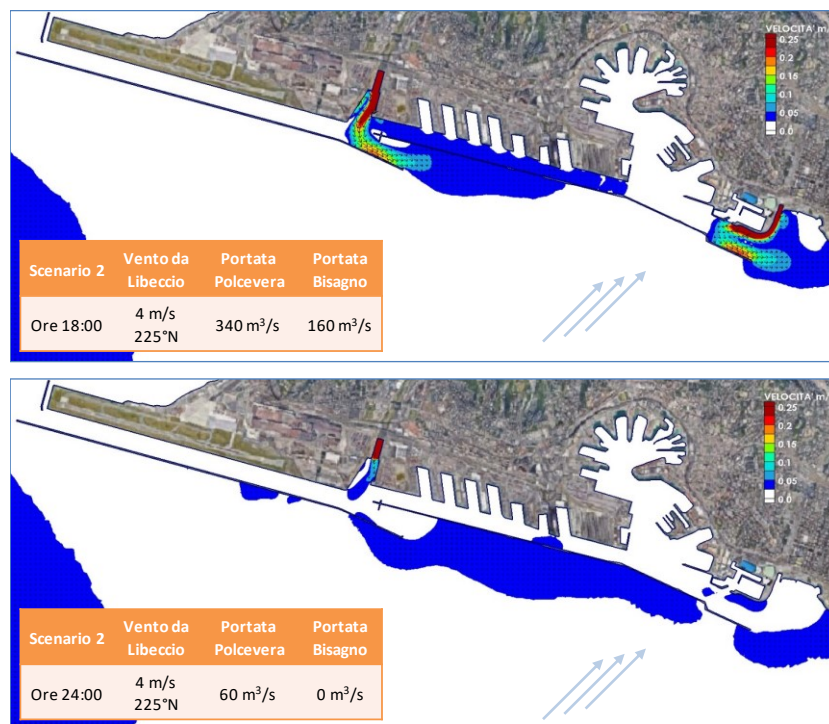 VELOCITA' m
0.25
0.2
0.15
0.1
0.05
0.0
Scenario 2 Vento da Libeccio Portata Polcevera Portata Bisagno
Ore 18:00 4 m/s 225°N 340 m³/s 160 m³/s
VELOCITA' m
0.25
0.2
0.15
0.1
0.05
0.0
Scenario 2 Vento da Libeccio Portata Polcevera Portata Bisagno
Ore 24:00 4 m/s 225°N 60 m³/s 0 m³/s